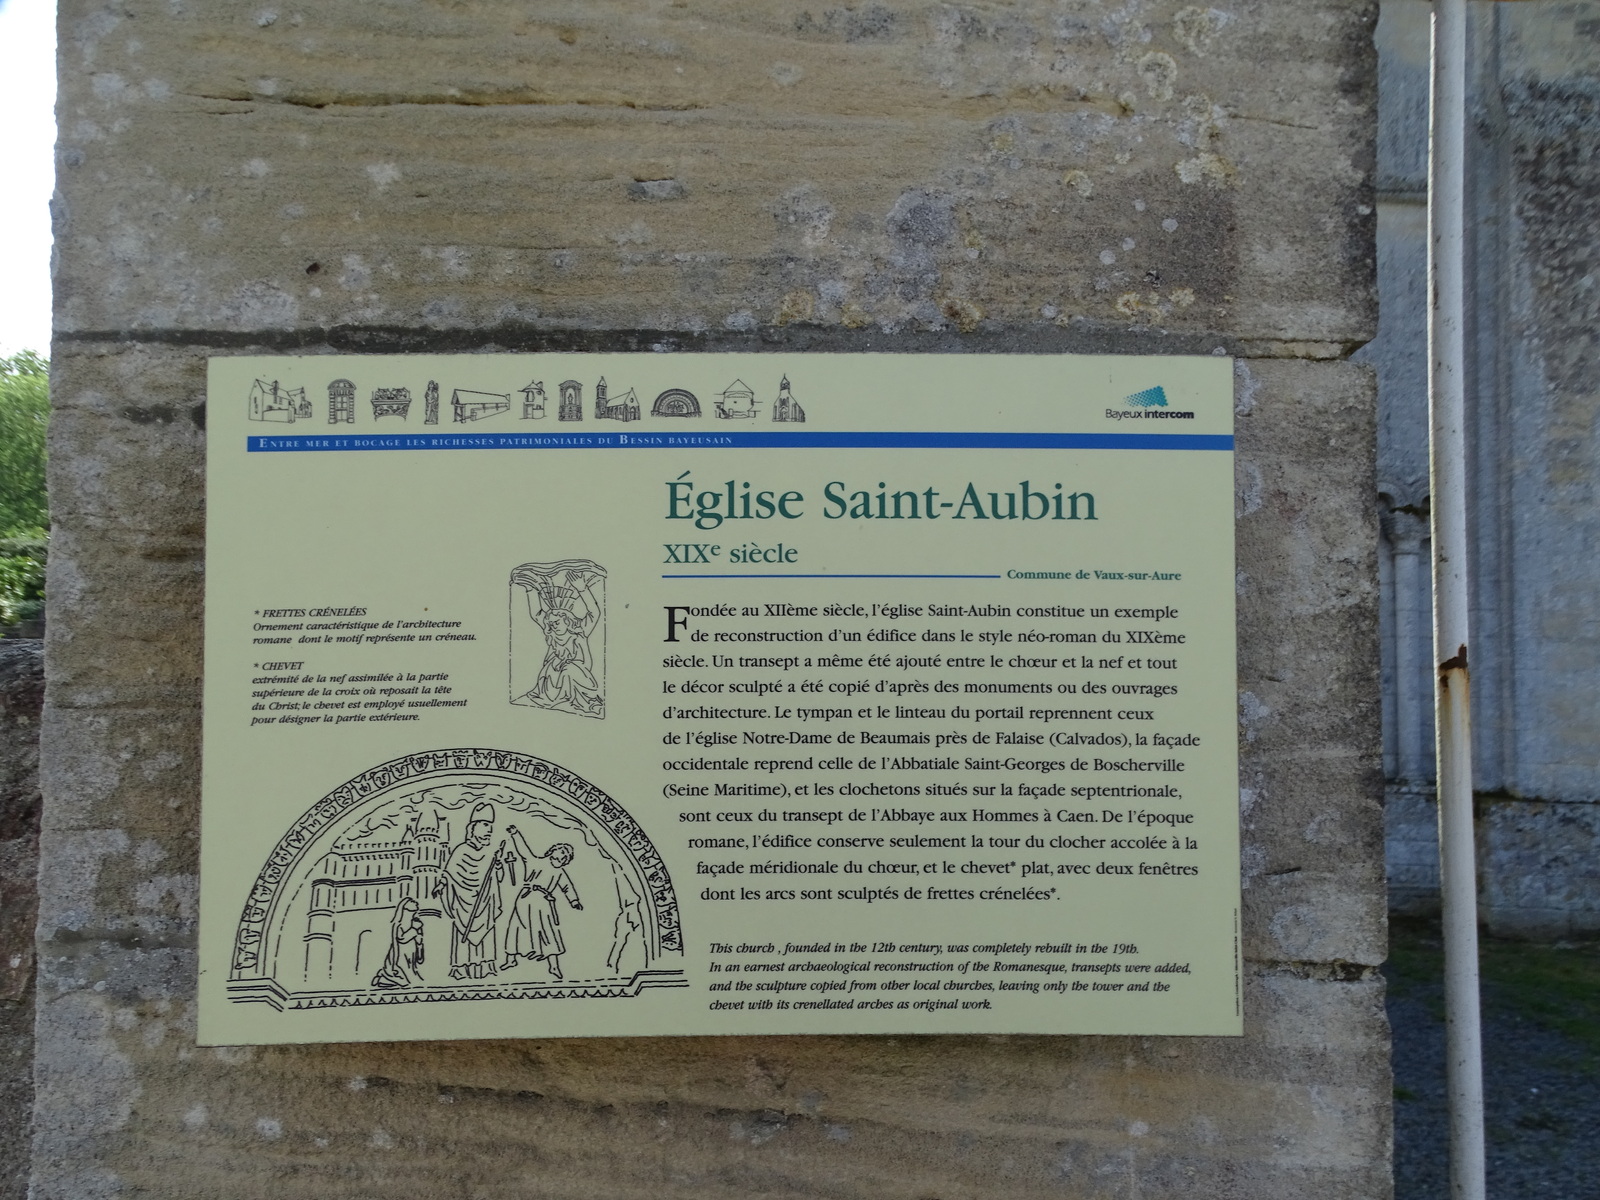 Bayeux intercom
ENTRE MER ET BOCAGE LES RICHESSES PATRIMONIALES DU BESSIN BAYEUSAIN
Église Saint-Aubin
XIXe siècle
Commune de Vaux-sur-Aure
* FRETTES CRÉNELÉES
Ornement caractéristique de l'architecture
romane dont le motif représente un créneau.
* CHEVET
extrémité de la nef assimilée à la partie
supérieure de la croix où reposait la tête
du Christ; le chevet est employé usuellement
pour désigner la partie extérieure.
Fondée au XIIème siècle, l'église Saint-Aubin constitue un exemple
de reconstruction d'un édifice dans le style néo-roman du XIXème
siècle. Un transept a même été ajouté entre le chœur et la nef et tout
le décor sculpté a été copié d'après des monuments ou des ouvrages
d'architecture. Le tympan et le linteau du portail reprennent ceux
de l'église Notre-Dame de Beaumais près de Falaise (Calvados), la façade
occidentale reprend celle de l'Abbatiale Saint-Georges de Boscherville
(Seine Maritime), et les clochetons situés sur la façade septentrionale,
sont ceux du transept de l'Abbaye aux Hommes à Caen. De l'époque
romane, l'édifice conserve seulement la tour du clocher accolée à la
façade méridionale du chœur, et le chevet* plat, avec deux fenêtres
dont les arcs sont sculptés de frettes crénelées*.
This church , founded in the 12th century, was completely rebuilt in the 19th.
In an earnest archaeological reconstruction of the Romanesque, transepts were added,
and the sculpture copied from other local churches, leaving only the tower and the
chevet with its crenellated arches as original work.